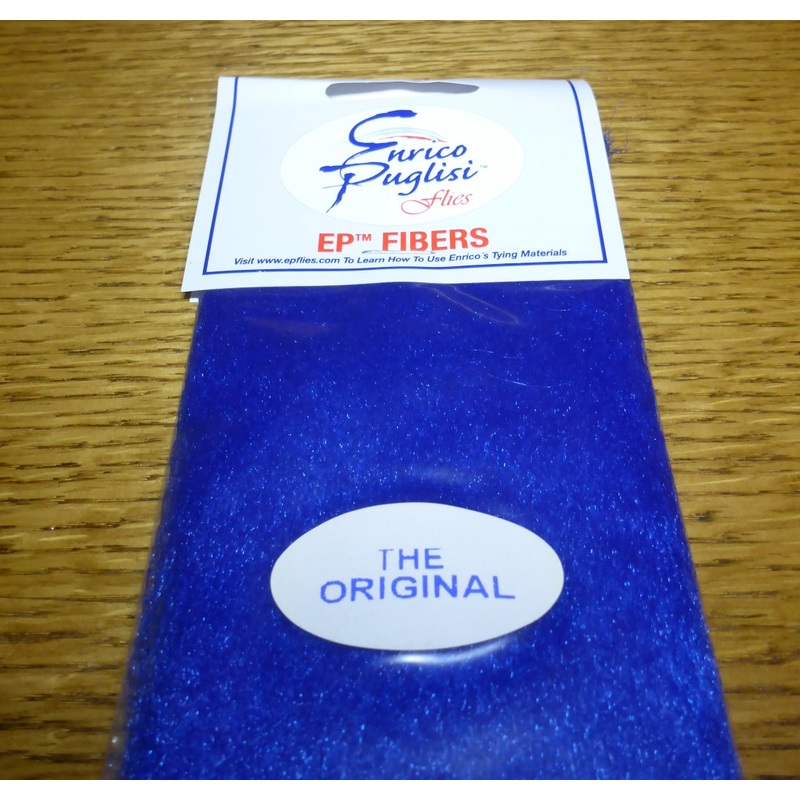 Enrico
Puglisi™
flies
EP™ FIBERS
Visit www.epflies.com To Learn How To Use Enrico´s Tying Materials
THE
ORIGINAL